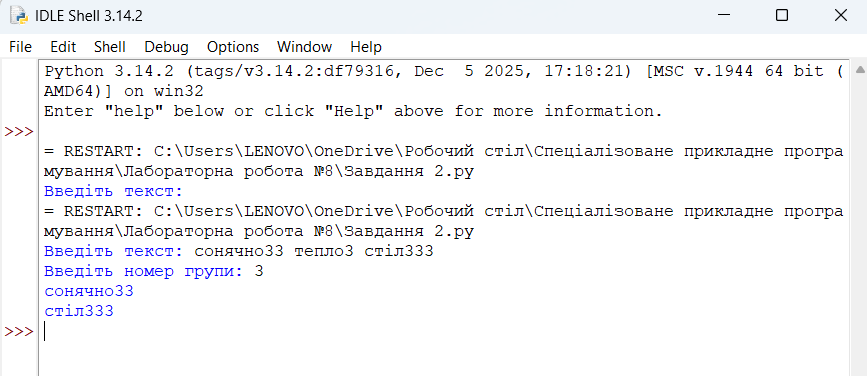 IDLE Shell 3.14.2
File Edit Shell Debug Options Window Help
Python 3.14.2 (tags/v3.14.2:df79316, Dec  5 2025, 17:18:21) [MSC v.1944 64 bit (
AMD64)] on win32
Enter "help" below or click "Help" above for more information.
>>>
= RESTART: C:\Users\LENOVO\OneDrive\Робочий стіл\Спеціалізоване прикладне програ
мування\Лабораторна робота №8\Завдання 2.py
Введіть текст:
= RESTART: C:\Users\LENOVO\OneDrive\Робочий стіл\Спеціалізоване прикладне програ
мування\Лабораторна робота №8\Завдання 2.py
Введіть текст: сонячно33 тепло3 стіл333
Введіть номер групи: 3
сонячно33
стіл333
>>>